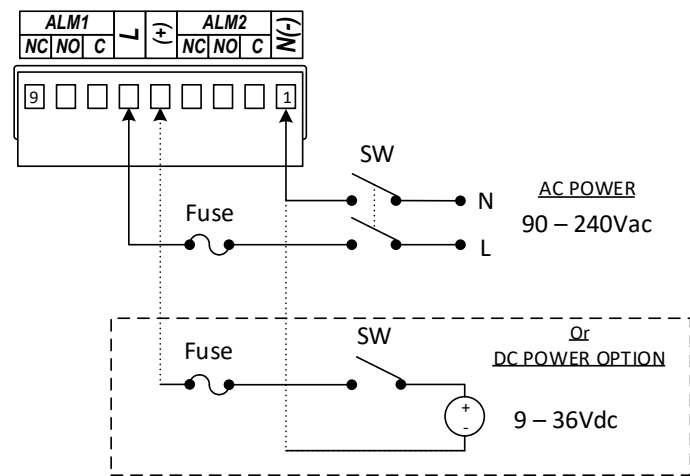 ALM1 L (+) ALM2 N(-)
NC NO C NC NO C
9 1
SW
N AC POWER
Fuse 90 – 240Vac
L
SW Or
Fuse DC POWER OPTION
+ 9 – 36Vdc
-